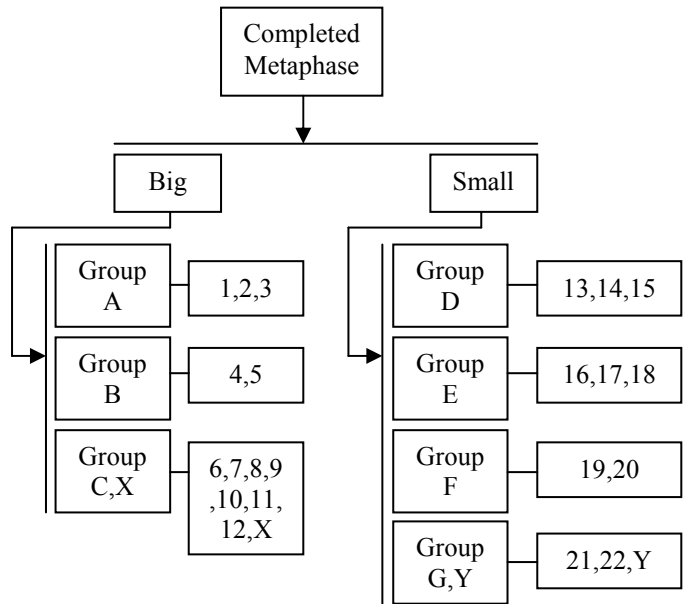 Completed
Metaphase
Big
Small
Group
A
1,2,3
Group
B
4,5
Group
C,X
6,7,8,9
,10,11,
12,X
Group
D
13,14,15
Group
E
16,17,18
Group
F
19,20
Group
G,Y
21,22,Y